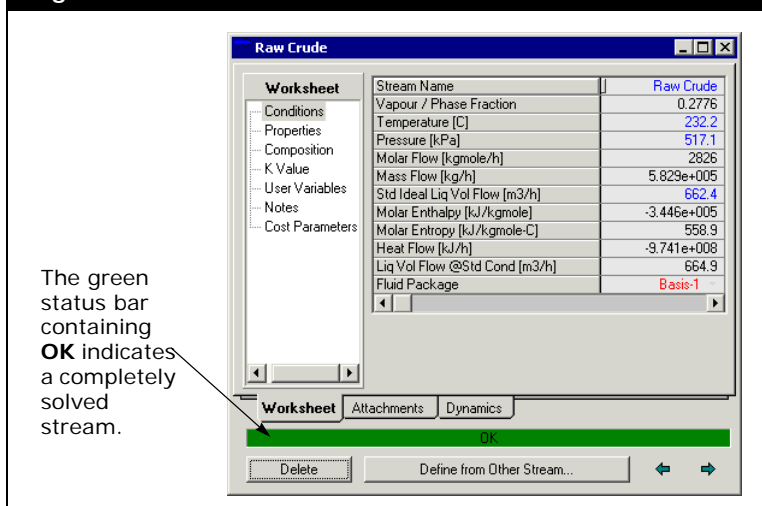 Raw Crude
Worksheet
Conditions
Properties
Composition
K Value
User Variables
Notes
Cost Parameters
Stream Name Raw Crude
Vapour / Phase Fraction 0.2776
Temperature [C] 232.2
Pressure [kPa] 517.1
Molar Flow [kgmole/h] 2826
Mass Flow [kg/h] 5.829e+005
Std Ideal Liq Vol Flow [m3/h] 662.4
Molar Enthalpy [kJ/kgmole] -3.446e+005
Molar Entropy [kJ/kgmole-C] 558.9
Heat Flow [kJ/h] -9.741e+008
Liq Vol Flow @Std Cond [m3/h] 664.9
Fluid Package Basis-1
The green
status bar
containing
OK indicates
a completely
solved
stream.
Worksheet Attachments Dynamics
OK
Delete Define from Other Stream...